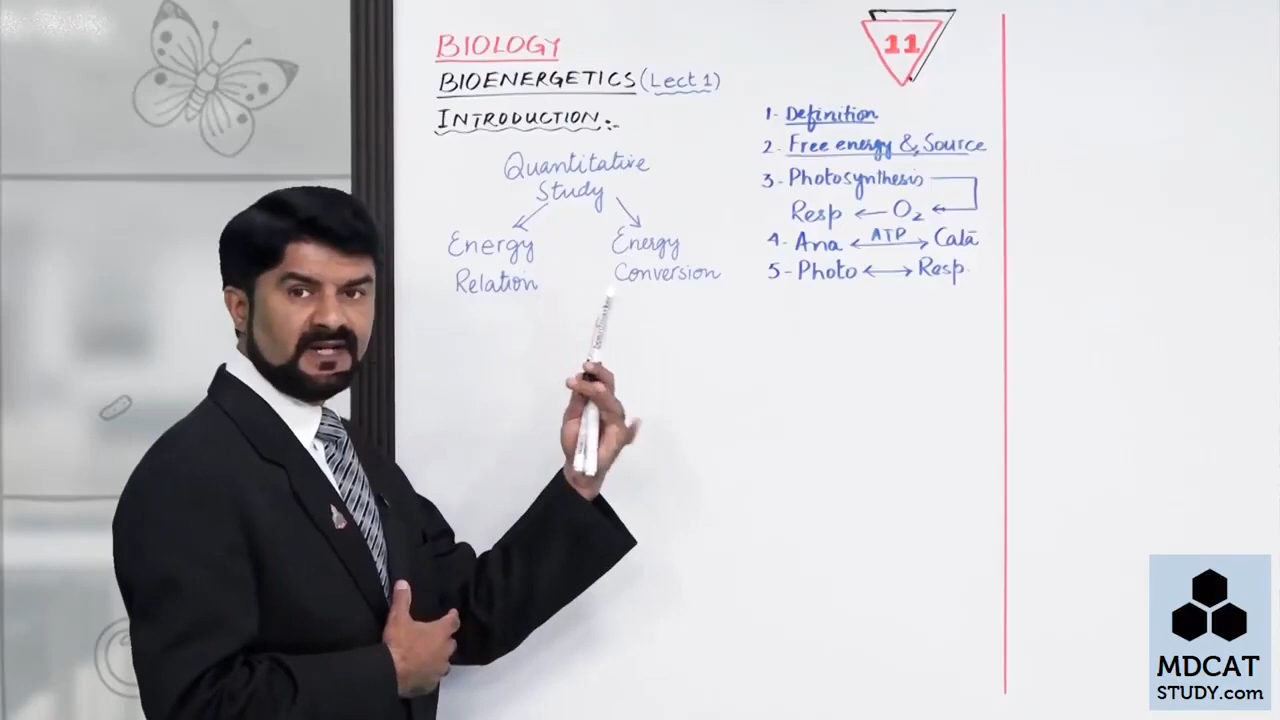 BIOLOGY
BIOENERGETICS (Lect 1)
INTRODUCTION:-
Quantitative
Study
Energy
Relation
Energy
Conversion
11
1- Definition
2. Free energy & Source
3- Photosynthesis
Resp ← O₂
4- Ana ←ATP→ Cata
5- Photo ↔ Resp.
MDCAT
STUDY.com